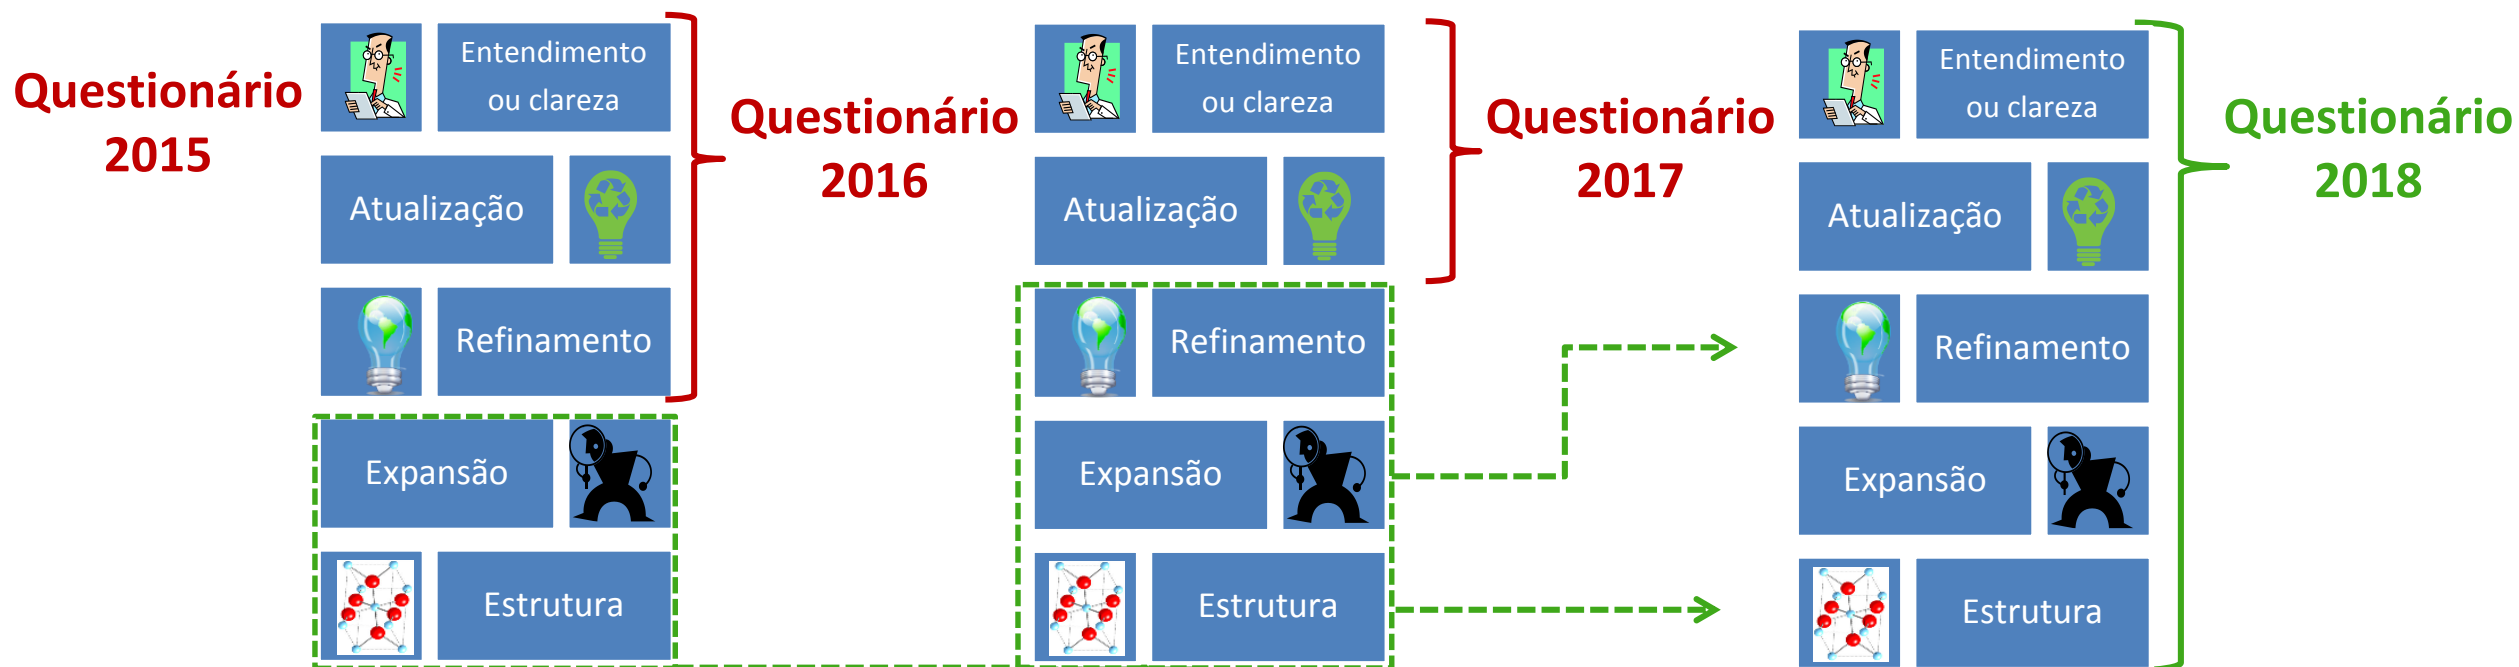 Questionário
2015
Entendimento
ou clareza
Atualização
Refinamento
Expansão
Estrutura
Questionário
2016
Entendimento
ou clareza
Atualização
Refinamento
Expansão
Estrutura
Questionário
2017
Entendimento
ou clareza
Atualização
Refinamento
Expansão
Estrutura
Questionário
2018